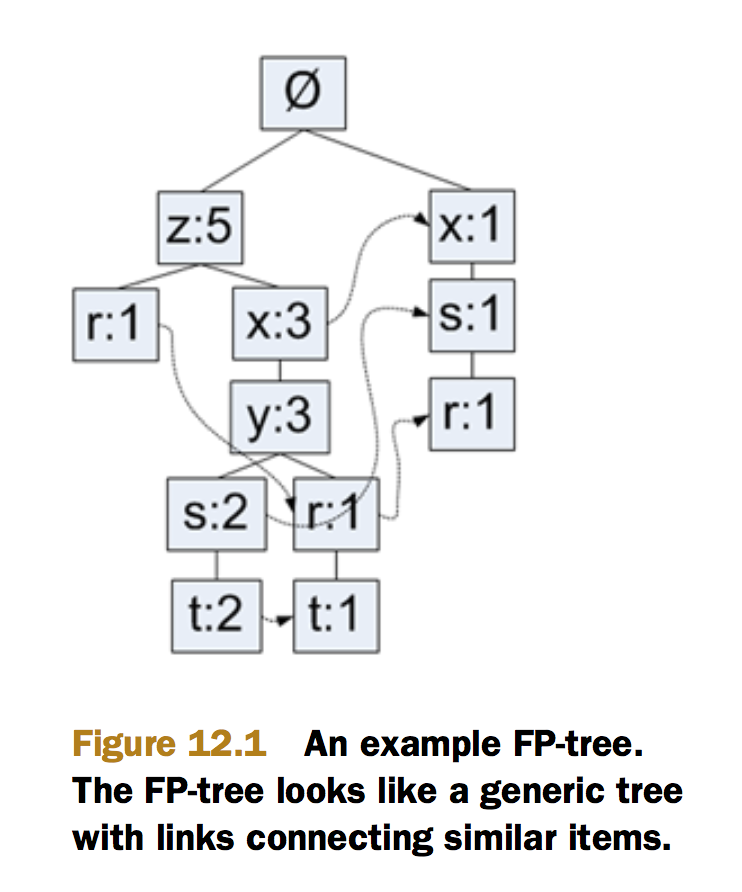 Ø
z:5
x:1
r:1
x:3
s:1
y:3
r:1
s:2
r:1
t:2
t:1
Figure 12.1 An example FP-tree.
The FP-tree looks like a generic tree
with links connecting similar items.